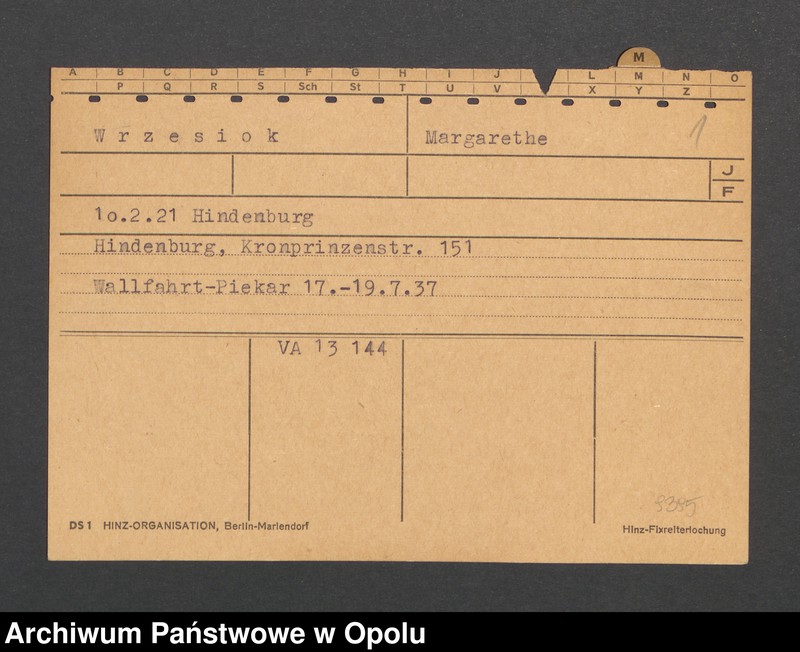 M
A B C D E F G H I J L M N O
P Q R S Sch St T U V X Y Z
Wrzesiok Margarethe 1
J
F
1o.2.21 Hindenburg
Hindenburg, Kronprinzenstr. 151
Wallfahrt-Piekar 17.-19.7.37
VA 13 144
DS 1 HINZ-ORGANISATION, Berlin-Mariendorf
Hinz-Fixreiterlochung
Archiwum Państwowe w Opolu